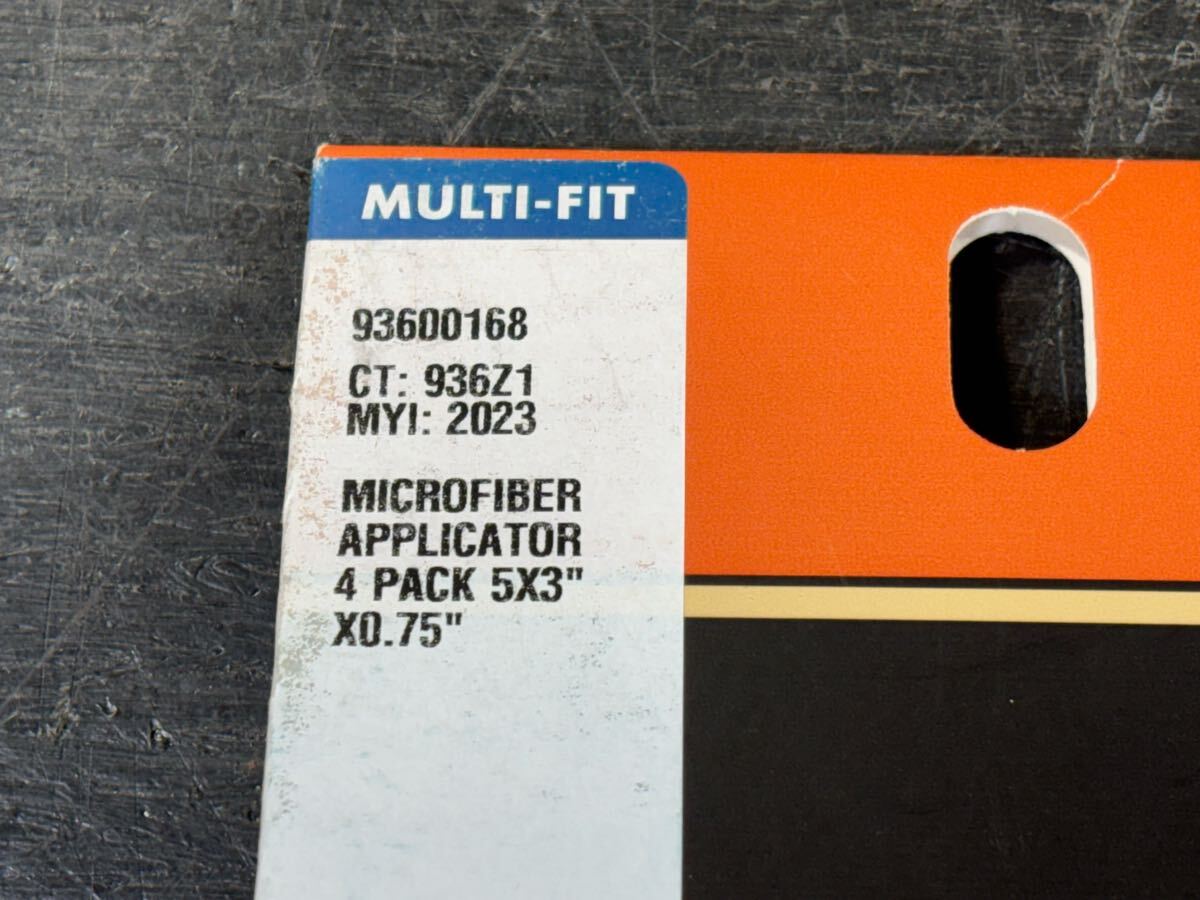 MULTI-FIT
93600168
CT: 936Z1
MYI: 2023
MICROFIBER
APPLICATOR
4 PACK 5X3"
X0.75"